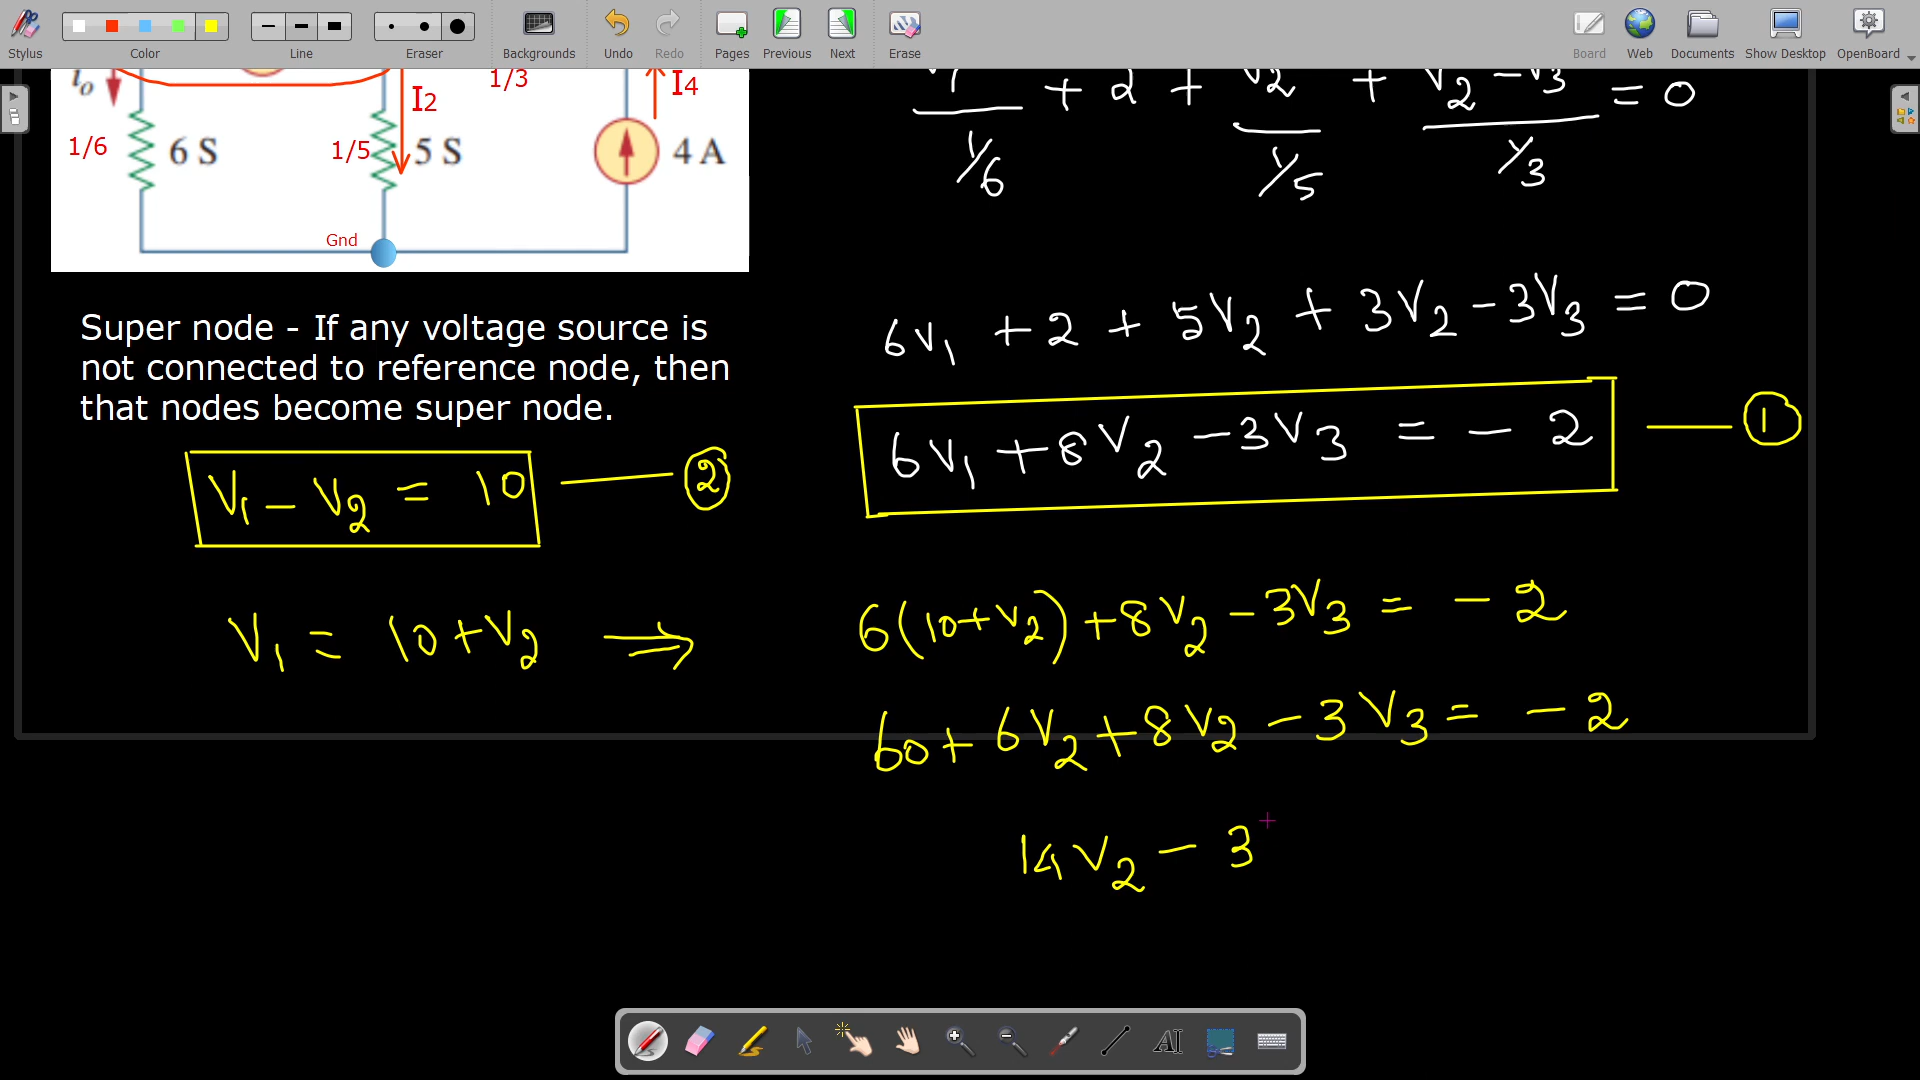 Stylus Color Line Eraser Backgrounds Undo Redo Pages Previous Next Erase Board Web Documents Show Desktop OpenBoard
io I2 1/3 I4
1/6 6 S 1/5 5 S 4 A
Gnd
Super node - If any voltage source is
not connected to reference node, then
that nodes become super node.
V1 - V2 = 10 ——— ②
V1 = 10 + V2 ⇒
+ 2 + V2/(1/5) + (V2 - V3)/(1/3) = 0
1/6
6V1 + 2 + 5V2 + 3V2 - 3V3 = 0
6V1 + 8V2 - 3V3 = - 2 ——— ①
6(10+V2) + 8V2 - 3V3 = - 2
60 + 6V2 + 8V2 - 3V3 = - 2
14V2 - 3
AI